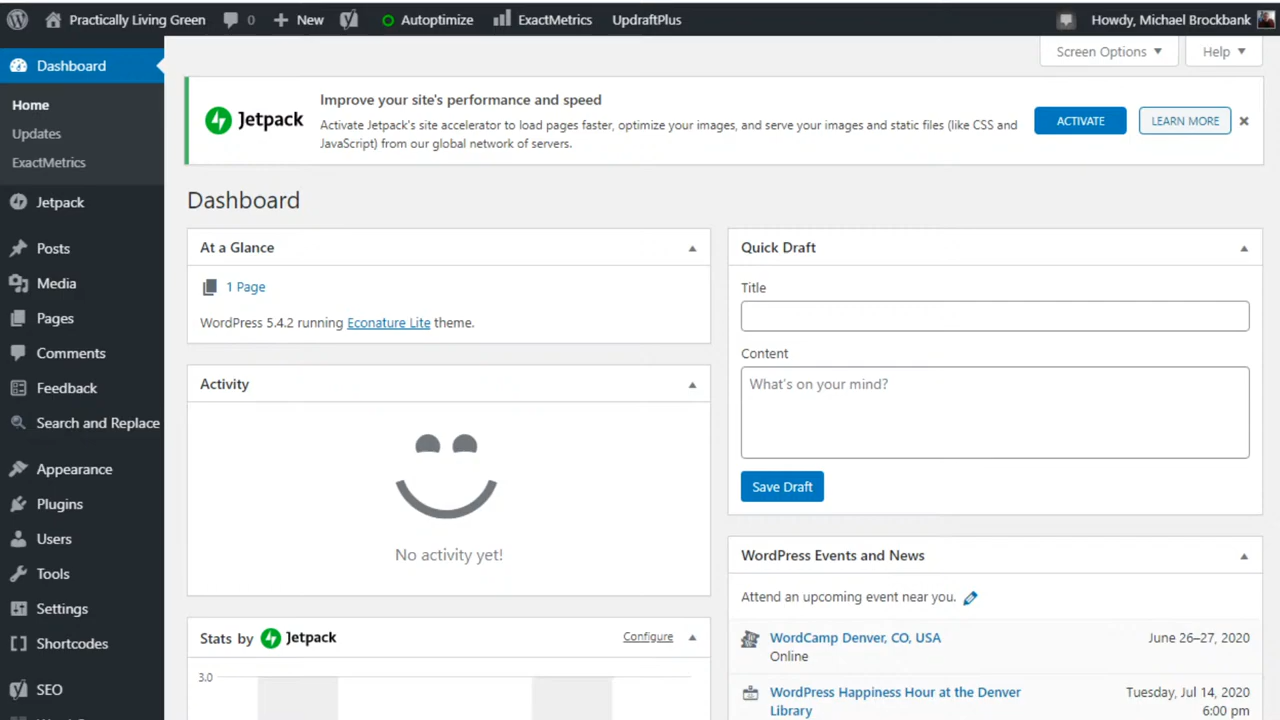 Practically Living Green
0
New
Autoptimize
ExactMetrics
UpdraftPlus
Howdy, Michael Brockbank
Dashboard
Home
Updates
ExactMetrics
Jetpack
Posts
Media
Pages
Comments
Feedback
Search and Replace
Appearance
Plugins
Users
Tools
Settings
Shortcodes
SEO
Screen Options
Help
Jetpack
Improve your site's performance and speed
Activate Jetpack's site accelerator to load pages faster, optimize your images, and serve your images and static files (like CSS and
JavaScript) from our global network of servers.
ACTIVATE
LEARN MORE
Dashboard
At a Glance
1 Page
WordPress 5.4.2 running Econature Lite theme.
Activity
No activity yet!
Stats by Jetpack
Configure
3.0
Quick Draft
Title
Content
What's on your mind?
Save Draft
WordPress Events and News
Attend an upcoming event near you.
WordCamp Denver, CO, USA
June 26–27, 2020
Online
WordPress Happiness Hour at the Denver
Tuesday, Jul 14, 2020
Library
6:00 pm